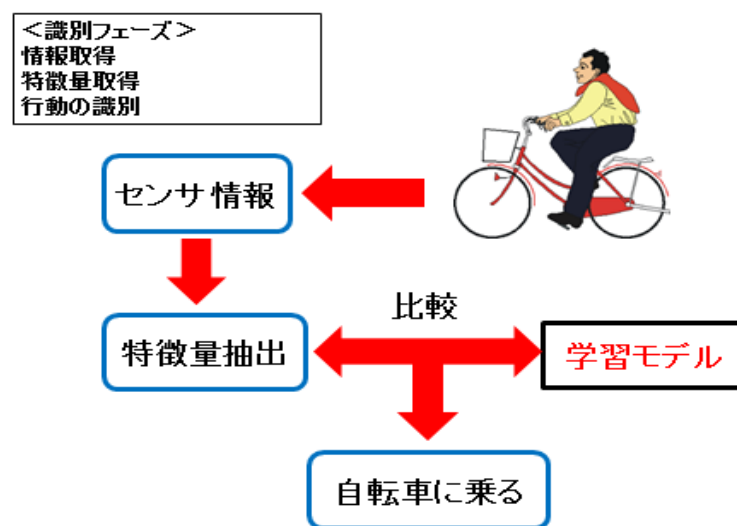 ＜識別フェーズ＞
情報取得
特徴量取得
行動の識別
センサ情報
比較
特徴量抽出
学習モデル
自転車に乗る